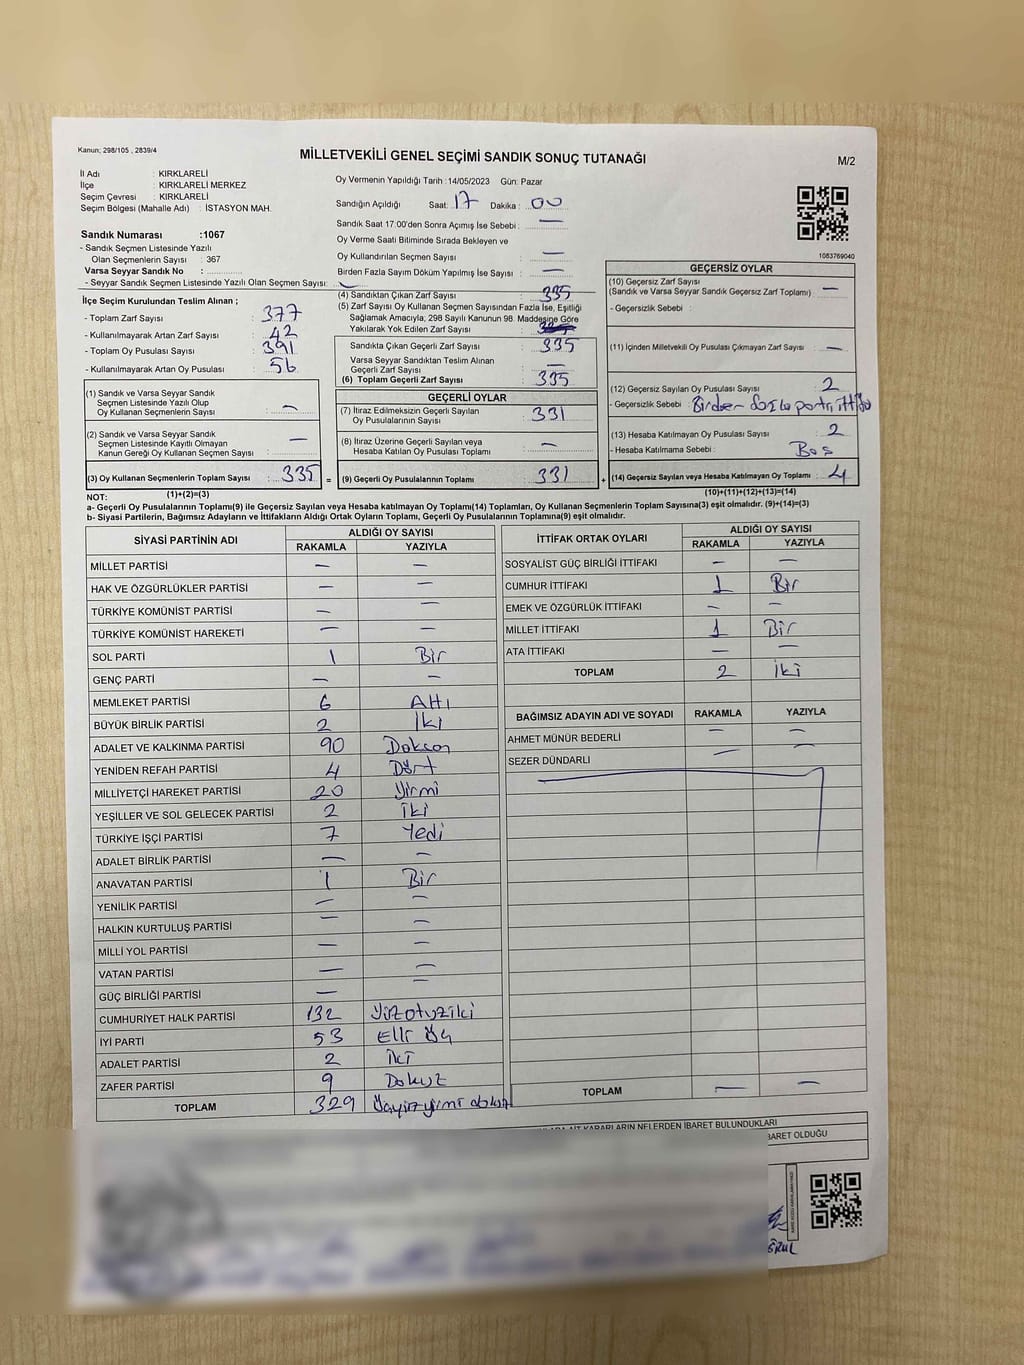 Kanun; 298/105 , 2839/4
MİLLETVEKİLİ GENEL SEÇİMİ SANDIK SONUÇ TUTANAĞI
M/2
İl Adı : KIRKLARELİ
İlçe : KIRKLARELİ MERKEZ
Seçim Çevresi : KIRKLARELİ
Seçim Bölgesi (Mahalle Adı) : İSTASYON MAH.
Oy Vermenin Yapıldığı Tarih :14/05/2023 Gün: Pazar
Sandığın Açıldığı Saat: 17 Dakika : 00
Sandık Saat 17:00'den Sonra Açımış İse Sebebi : —
Oy Verme Saati Bitiminde Sırada Bekleyen ve
Oy Kullandırılan Seçmen Sayısı : —
Birden Fazla Sayım Döküm Yapılmış İse Sayısı : —
1083769040
Sandık Numarası :1067
- Sandık Seçmen Listesinde Yazılı
Olan Seçmenlerin Sayısı : 367
Varsa Seyyar Sandık No :
- Seyyar Sandık Seçmen Listesinde Yazılı Olan Seçmen Sayısı: —
İlçe Seçim Kurulundan Teslim Alınan ;
- Toplam Zarf Sayısı : 377
- Kullanılmayarak Artan Zarf Sayısı : 42
- Toplam Oy Pusulası Sayısı : 391
- Kullanılmayarak Artan Oy Pusulası : 56
(1) Sandık ve Varsa Seyyar Sandık
Seçmen Listesinde Yazılı Olup
Oy Kullanan Seçmenlerin Sayısı : —
(2) Sandık ve Varsa Seyyar Sandık
Seçmen Listesinde Kayıtlı Olmayan
Kanun Gereği Oy Kullanan Seçmen Sayısı : —
(3) Oy Kullanan Seçmenlerin Toplam Sayısı : 335 =
(1)+(2)=(3)
(4) Sandıktan Çıkan Zarf Sayısı : 335
(5) Zarf Sayısı Oy Kullanan Seçmen Sayısından Fazla İse, Eşitliği
Sağlamak Amacıyla, 298 Sayılı Kanunun 98. Maddesine Göre
Yakılarak Yok Edilen Zarf Sayısı :
Sandıkta Çıkan Geçerli Zarf Sayısı : 335
Varsa Seyyar Sandıktan Teslim Alınan
Geçerli Zarf Sayısı : —
(6) Toplam Geçerli Zarf Sayısı : 335
GEÇERLİ OYLAR
(7) İtiraz Edilmeksizin Geçerli Sayılan
Oy Pusulalarının Sayısı : 331
(8) İtiraz Üzerine Geçerli Sayılan veya
Hesaba Katılan Oy Pusulası Toplamı : —
(9) Geçerli Oy Pusulalarının Toplamı : 331 +
GEÇERSİZ OYLAR
(10) Geçersiz Zarf Sayısı
(Sandık ve Varsa Seyyar Sandık Geçersiz Zarf Toplamı) : —
- Geçersizlik Sebebi :
(11) İçinden Milletvekili Oy Pusulası Çıkmayan Zarf Sayısı : —
(12) Geçersiz Sayılan Oy Pusulası Sayısı : 2
- Geçersizlik Sebebi : Birden fazla parti, ittifak
(13) Hesaba Katılmayan Oy Pusulası Sayısı : 2
- Hesaba Katılmama Sebebi : Boş
(14) Geçersiz Sayılan veya Hesaba Katılmayan Oy Toplamı : 4
(10)+(11)+(12)+(13)=(14)
NOT:
a- Geçerli Oy Pusulalarının Toplamı(9) ile Geçersiz Sayılan veya Hesaba katılmayan Oy Toplamı(14) Toplamları, Oy Kullanan Seçmenlerin Toplam Sayısına(3) eşit olmalıdır. (9)+(14)=(3)
b- Siyasi Partilerin, Bağımsız Adayların ve İttifakların Aldığı Ortak Oyların Toplamı, Geçerli Oy Pusulalarının Toplamına(9) eşit olmalıdır.
SİYASİ PARTİNİN ADI ALDIĞI OY SAYISI
RAKAMLA YAZIYLA
MİLLET PARTİSİ — —
HAK VE ÖZGÜRLÜKLER PARTİSİ — —
TÜRKİYE KOMÜNİST PARTİSİ — —
TÜRKİYE KOMÜNİST HAREKETİ — —
SOL PARTİ 1 Bir
GENÇ PARTİ — —
MEMLEKET PARTİSİ 6 Altı
BÜYÜK BİRLİK PARTİSİ 2 İki
ADALET VE KALKINMA PARTİSİ 90 Doksan
YENİDEN REFAH PARTİSİ 4 Dört
MİLLİYETÇİ HAREKET PARTİSİ 20 Yirmi
YEŞİLLER VE SOL GELECEK PARTİSİ 2 İki
TÜRKİYE İŞÇİ PARTİSİ 7 Yedi
ADALET BİRLİK PARTİSİ — —
ANAVATAN PARTİSİ 1 Bir
YENİLİK PARTİSİ — —
HALKIN KURTULUŞ PARTİSİ — —
MİLLİ YOL PARTİSİ — —
VATAN PARTİSİ — —
GÜÇ BİRLİĞİ PARTİSİ — —
CUMHURİYET HALK PARTİSİ 132 Yüzotuziki
İYİ PARTİ 53 Elli Üç
ADALET PARTİSİ 2 İki
ZAFER PARTİSİ 9 Dokuz
TOPLAM 329 Üçyüzyirmi dokuz
İTTİFAK ORTAK OYLARI ALDIĞI OY SAYISI
RAKAMLA YAZIYLA
SOSYALİST GÜÇ BİRLİĞİ İTTİFAKI — —
CUMHUR İTTİFAKI 1 Bir
EMEK VE ÖZGÜRLÜK İTTİFAKI — —
MİLLET İTTİFAKI 1 Bir
ATA İTTİFAKI — —
TOPLAM 2 İki
BAĞIMSIZ ADAYIN ADI VE SOYADI RAKAMLA YAZIYLA
AHMET MÜNÜR BEDERLİ — —
SEZER DÜNDARLI — —
TOPLAM — —
KARARLARIN NELERDEN İBARET BULUNDUKLARI
İBARET OLDUĞU